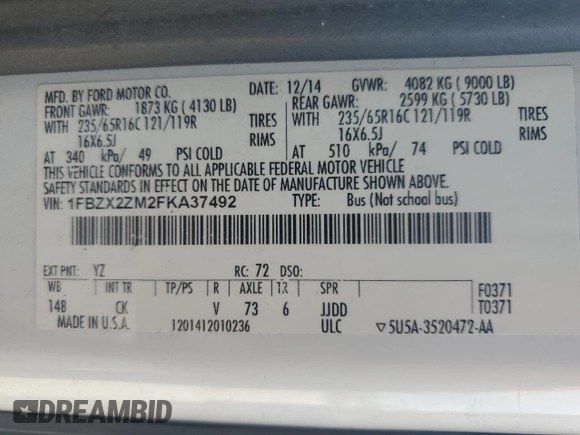 MFD. BY FORD MOTOR CO.
DATE: 12/14 GVWR: 4082 KG ( 9000 LB)
FRONT GAWR: 1873 KG ( 4130 LB) REAR GAWR: 2599 KG ( 5730 LB)
WITH 235/65R16C 121/119R TIRES WITH 235/65R16C 121/119R TIRES
16X6.5J RIMS 16X6.5J RIMS
AT 340 kPa/ 49 PSI COLD AT 510 kPa/ 74 PSI COLD
THIS VEHICLE CONFORMS TO ALL APPLICABLE FEDERAL MOTOR VEHICLE
SAFETY STANDARDS IN EFFECT ON THE DATE OF MANUFACTURE SHOWN ABOVE.
VIN: 1FBZX2ZM2FKA37492 TYPE: Bus (Not School bus)
EXT PNT: YZ RC: 72 DSO:
WB INT TR TP/PS R AXLE TR SPR F0371
148 CK V 73 6 JJDD T0371
MADE IN U.S.A. 1201412010236 ULC ▽5U5A-3520472-AA
DREAMBID